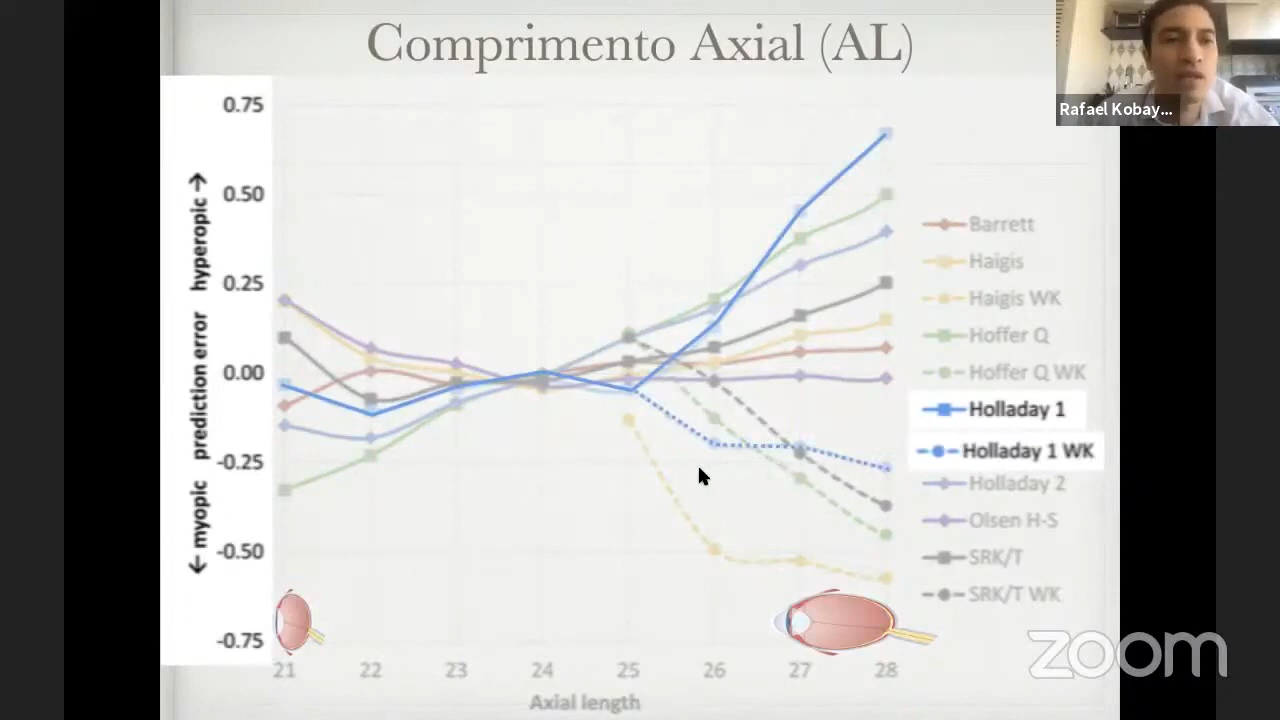 Comprimento Axial (AL)
Rafael Kobay...
0.75
0.50
0.25
0.00
-0.25
-0.50
-0.75
← myopic prediction error hyperopic →
21 22 23 24 25 26 27 28
Axial length
Barrett
Haigis
Haigis WK
Hoffer Q
Hoffer Q WK
Holladay 1
Holladay 1 WK
Holladay 2
Olsen H-S
SRK/T
SRK/T WK
zoom